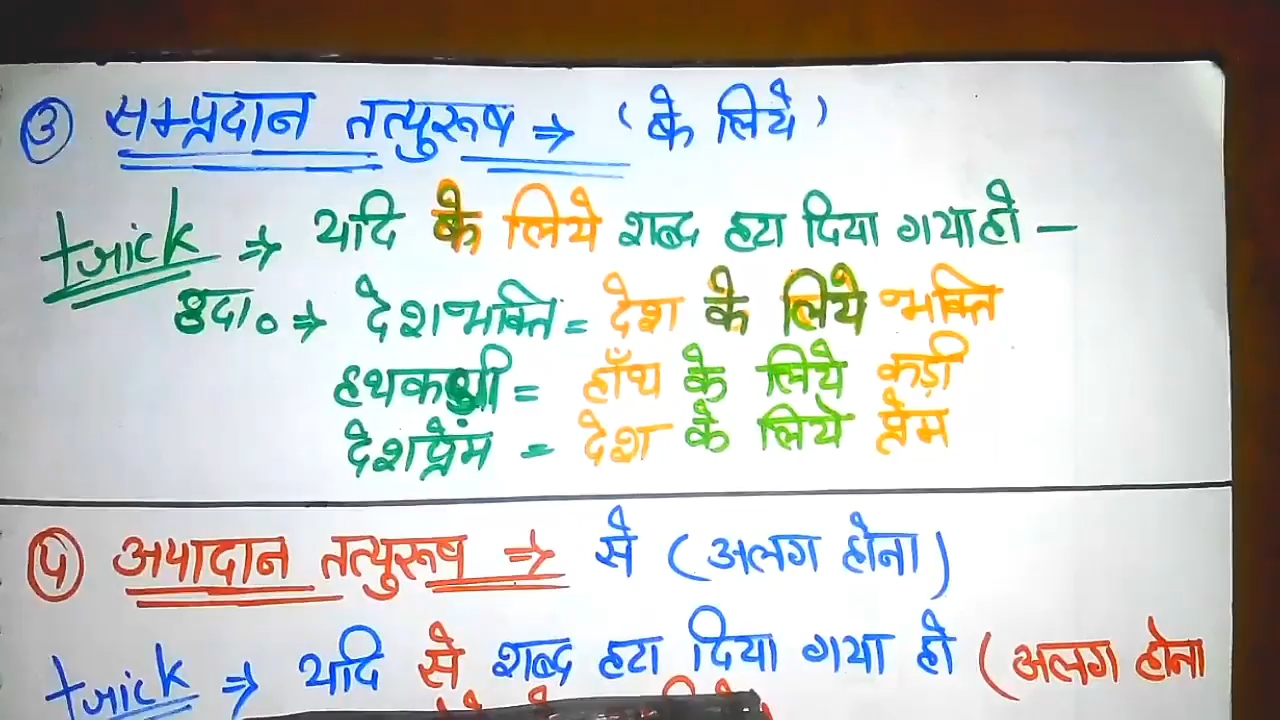 ③ सम्प्रदान तत्पुरूष ⇒ (के लिये)
trick ⇒ यदि के लिये शब्द हटा दिया गया हो –
उदा० ⇒ देशभक्ति = देश के लिये भक्ति
हथकड़ी = हाँथ के लिये कड़ी
देशप्रेम = देश के लिये प्रेम
④ अपादान तत्पुरूष ⇒ से (अलग होना)
trick ⇒ यदि से शब्द हटा दिया गया हो (अलग होना